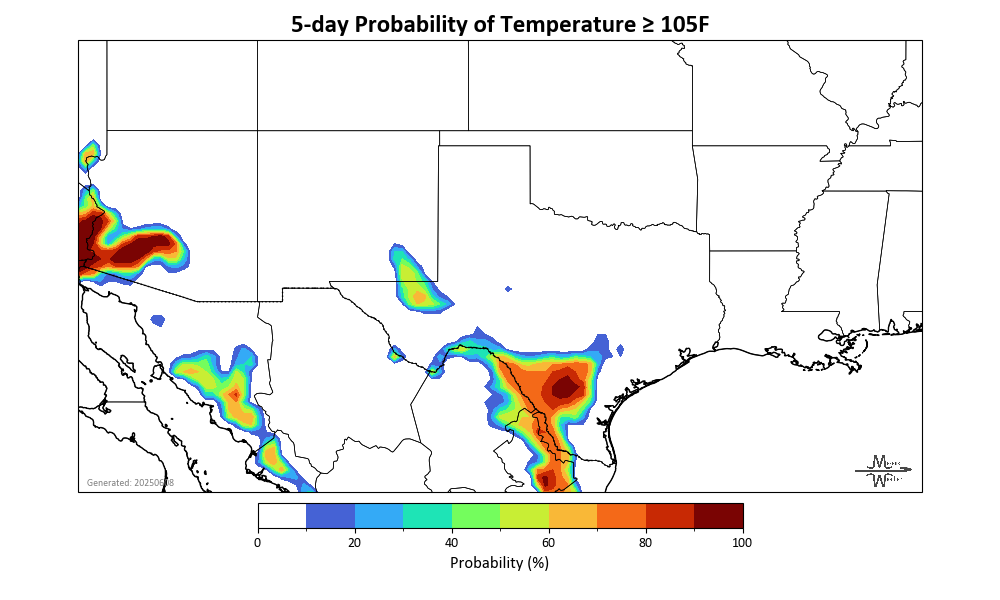 5-day Probability of Temperature ≥ 105F
Generated: 20250608
0 20 40 60 80 100
Probability (%)